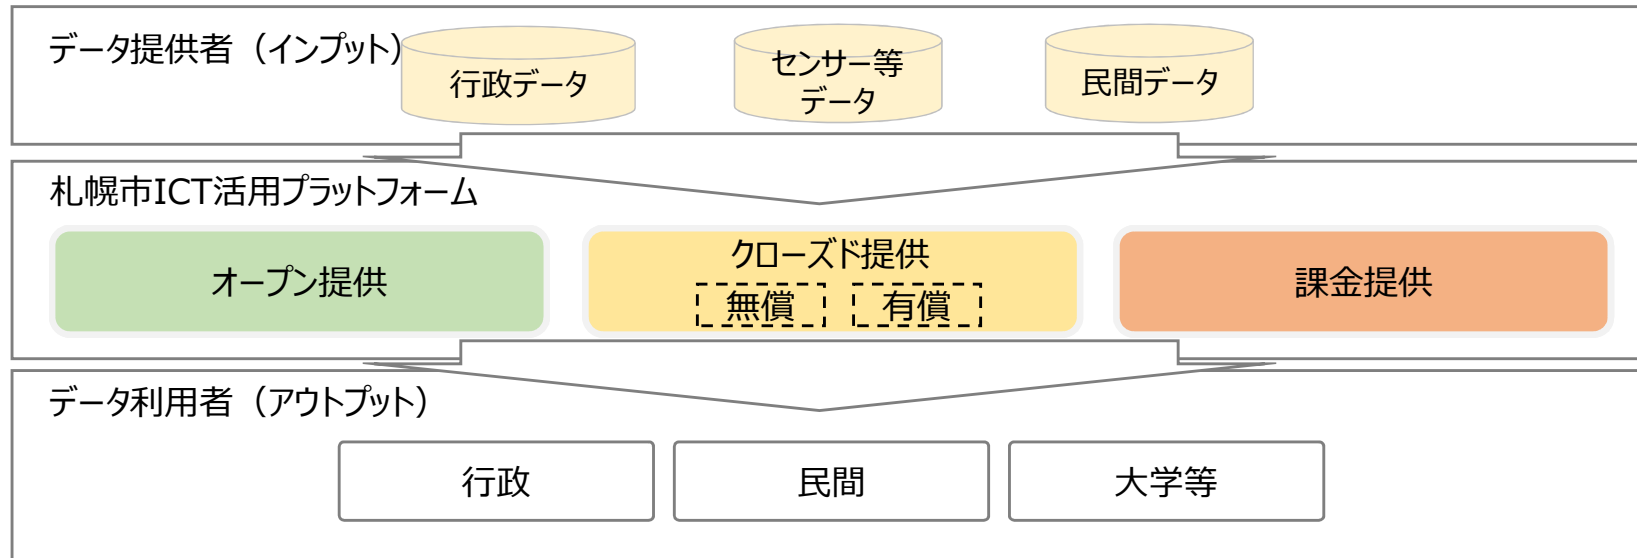 データ提供者（インプット）
行政データ
センサー等
データ
民間データ
札幌市ICT活用プラットフォーム
オープン提供
クローズド提供
無償
有償
課金提供
データ利用者（アウトプット）
行政
民間
大学等